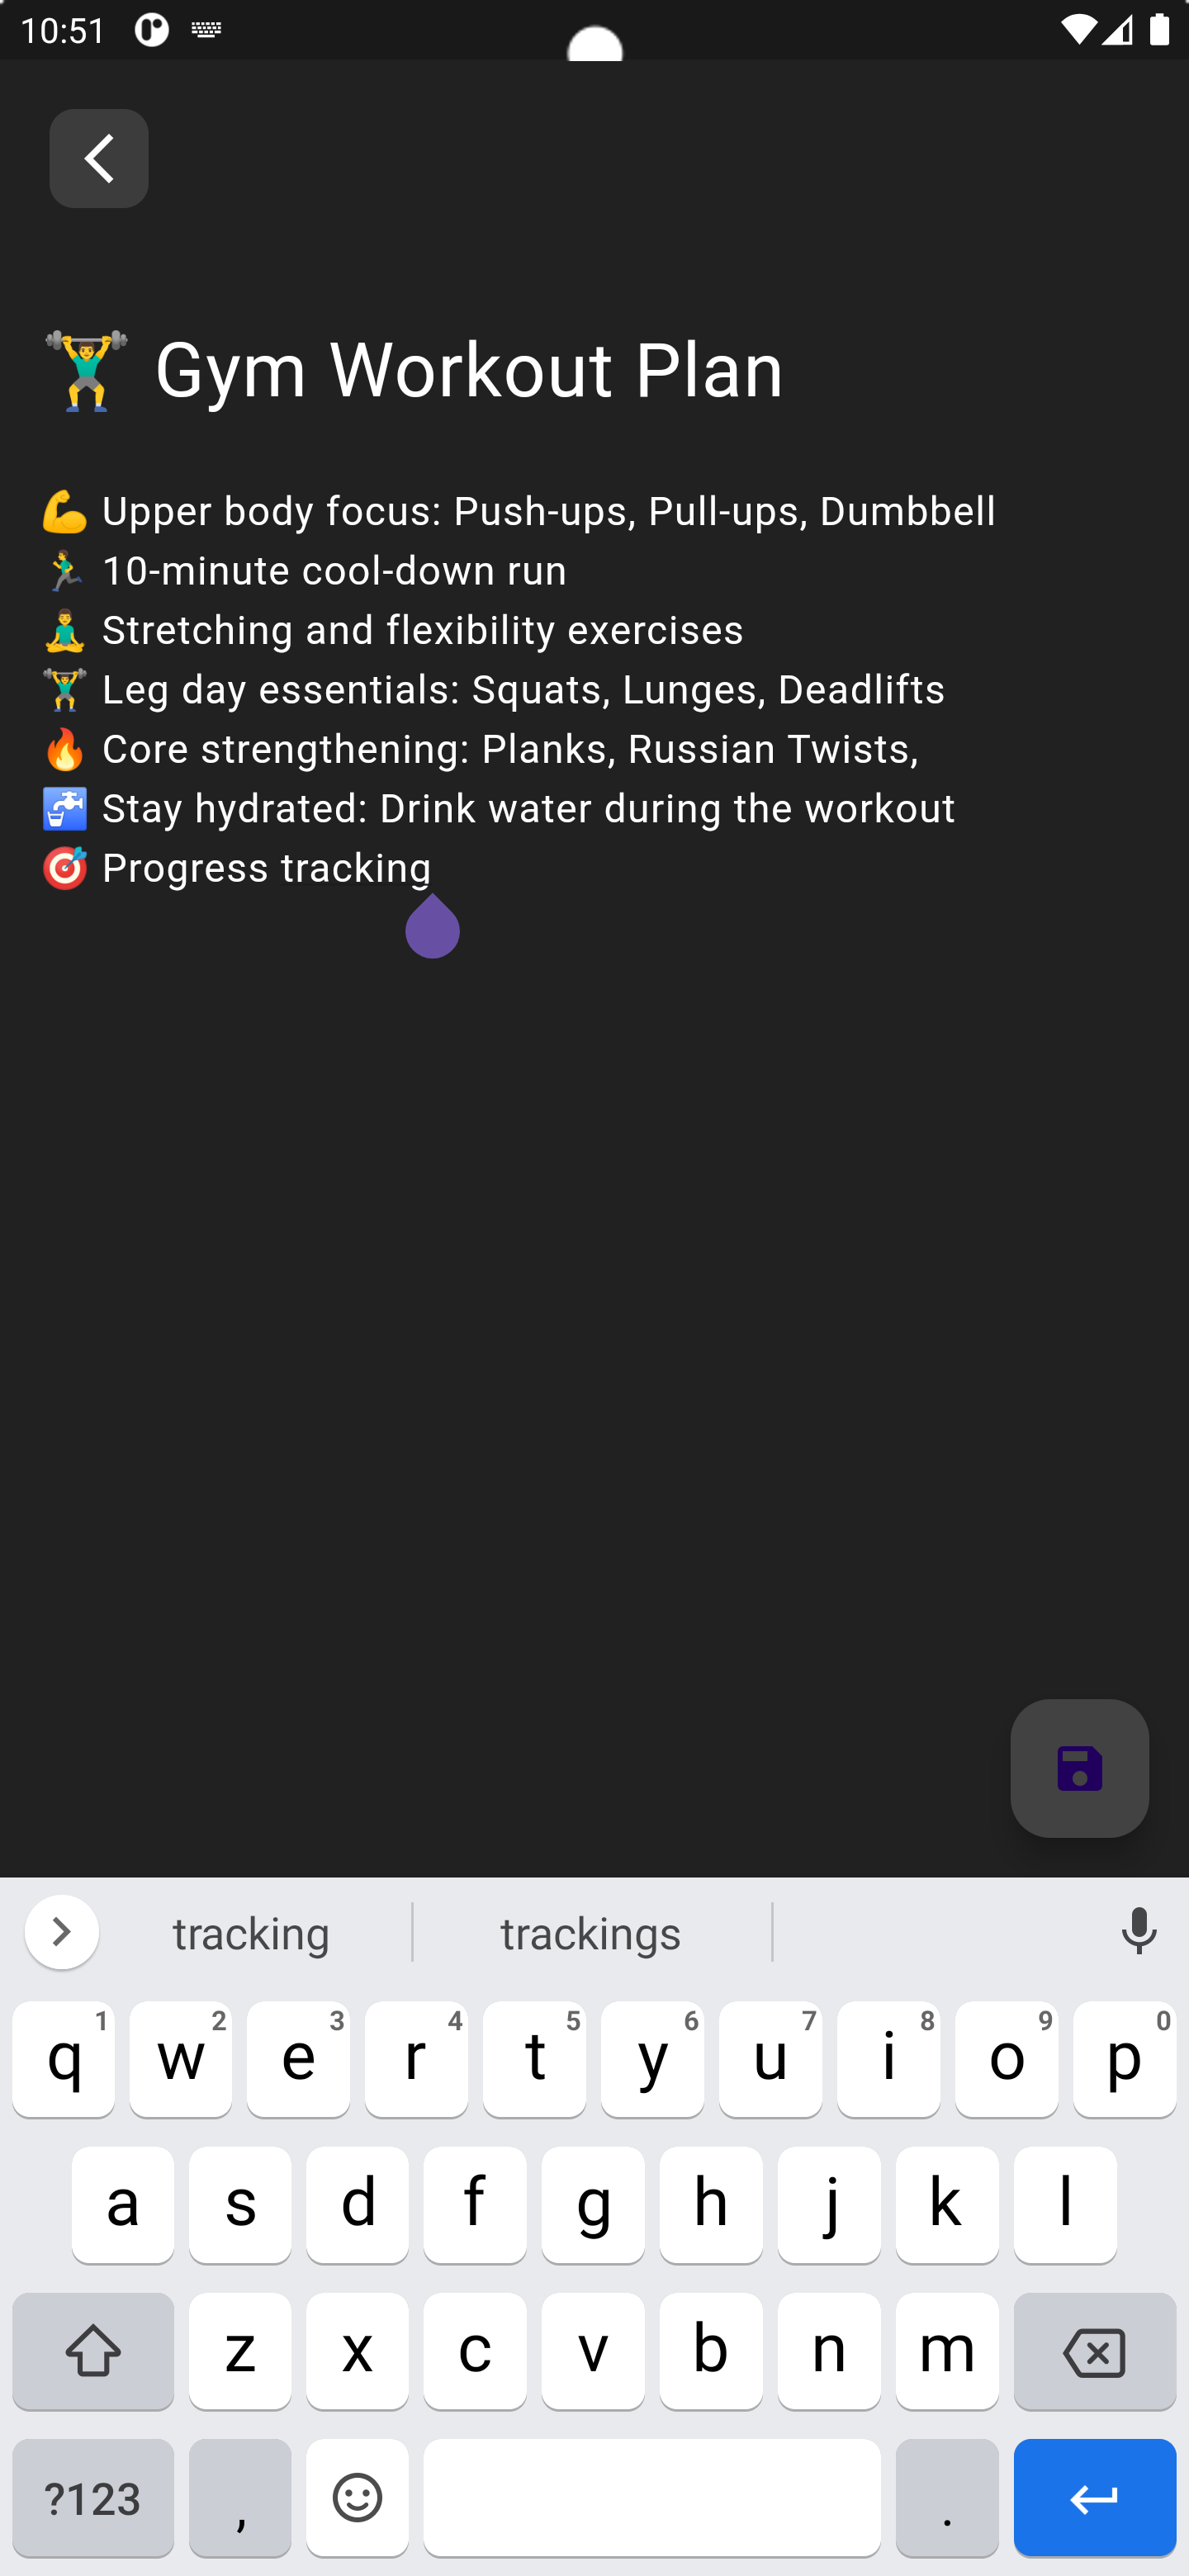 10:51
🏋️‍♂️ Gym Workout Plan
💪 Upper body focus: Push-ups, Pull-ups, Dumbbell
🏃‍♂️ 10-minute cool-down run
🧘‍♂️ Stretching and flexibility exercises
🏋️‍♂️ Leg day essentials: Squats, Lunges, Deadlifts
🔥 Core strengthening: Planks, Russian Twists,
🚰 Stay hydrated: Drink water during the workout
🎯 Progress tracking
tracking trackings
q 1 w 2 e 3 r 4 t 5 y 6 u 7 i 8 o 9 p 0
a s d f g h j k l
z x c v b n m
?123 , .